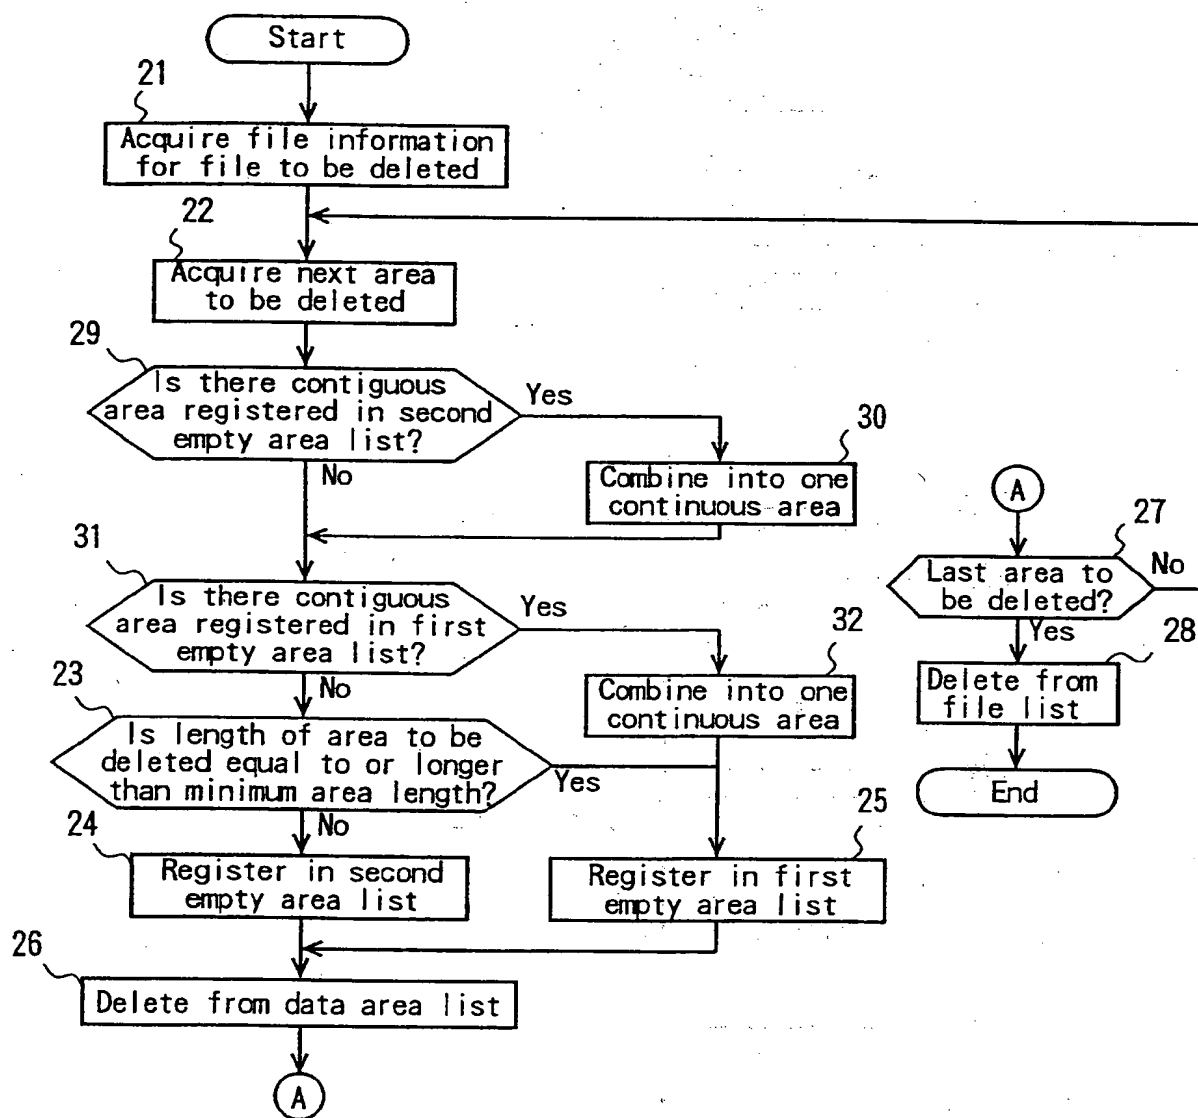 Start
21
Acquire file information
for file to be deleted
22
Acquire next area
to be deleted
29
Is there contiguous
area registered in second
empty area list?
Yes
No
30
Combine into one
continuous area
31
Is there contiguous
area registered in first
empty area list?
Yes
No
32
Combine into one
continuous area
23
Is length of area to be
deleted equal to or longer
than minimum area length?
Yes
No
24
Register in second
empty area list
25
Register in first
empty area list
26
Delete from data area list
A
A
27
Last area to
be deleted?
No
Yes
28
Delete from
file list
End